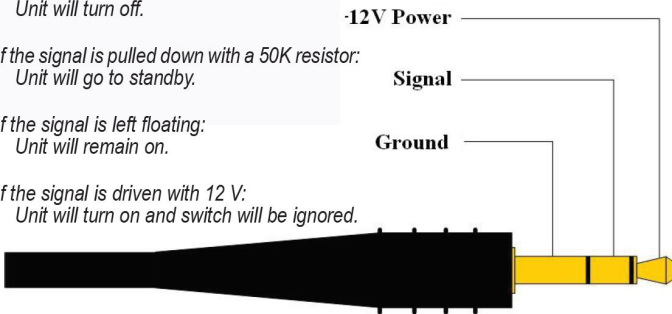 Unit will turn off.
f the signal is pulled down with a 50K resistor:
Unit will go to standby.
f the signal is left floating:
Unit will remain on.
f the signal is driven with 12 V:
Unit will turn on and switch will be ignored.
-12V Power
Signal
Ground